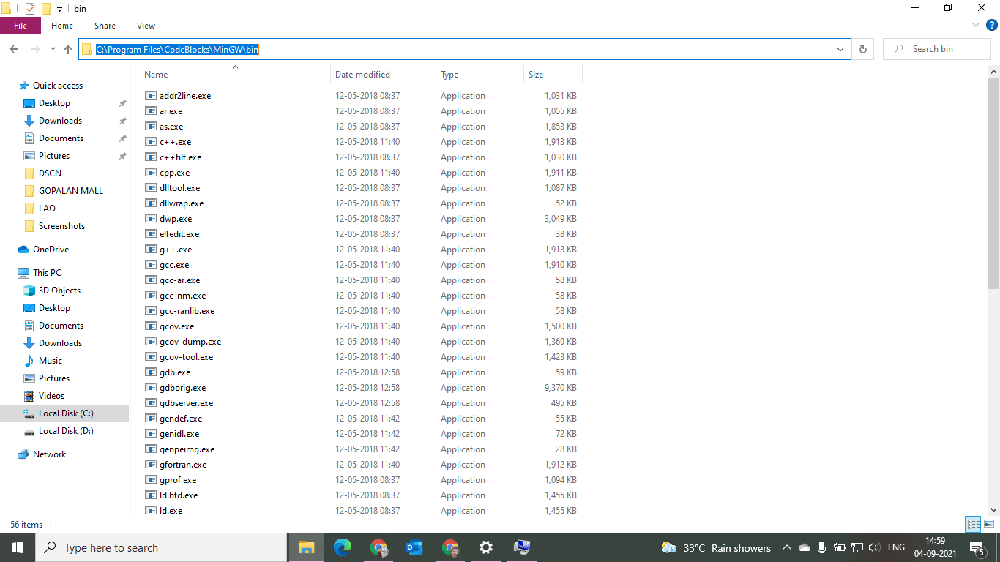 bin
File Home Share View
C:\Program Files\CodeBlocks\MinGW\bin
Search bin
Name Date modified Type Size
Quick access
Desktop
Downloads
Documents
Pictures
DSCN
GOPALAN MALL
LAO
Screenshots
OneDrive
This PC
3D Objects
Desktop
Documents
Downloads
Music
Pictures
Videos
Local Disk (C:)
Local Disk (D:)
Network
addr2line.exe 12-05-2018 08:37 Application 1,031 KB
ar.exe 12-05-2018 08:37 Application 1,055 KB
as.exe 12-05-2018 08:37 Application 1,853 KB
c++.exe 12-05-2018 11:40 Application 1,913 KB
c++filt.exe 12-05-2018 08:37 Application 1,030 KB
cpp.exe 12-05-2018 11:40 Application 1,911 KB
dlltool.exe 12-05-2018 08:37 Application 1,087 KB
dllwrap.exe 12-05-2018 08:37 Application 52 KB
dwp.exe 12-05-2018 08:37 Application 3,049 KB
elfedit.exe 12-05-2018 08:37 Application 38 KB
g++.exe 12-05-2018 11:40 Application 1,913 KB
gcc.exe 12-05-2018 11:40 Application 1,910 KB
gcc-ar.exe 12-05-2018 11:40 Application 58 KB
gcc-nm.exe 12-05-2018 11:40 Application 58 KB
gcc-ranlib.exe 12-05-2018 11:40 Application 58 KB
gcov.exe 12-05-2018 11:40 Application 1,500 KB
gcov-dump.exe 12-05-2018 11:40 Application 1,369 KB
gcov-tool.exe 12-05-2018 11:40 Application 1,423 KB
gdb.exe 12-05-2018 12:58 Application 59 KB
gdborig.exe 12-05-2018 12:58 Application 9,370 KB
gdbserver.exe 12-05-2018 12:58 Application 495 KB
gendef.exe 12-05-2018 11:42 Application 55 KB
genidl.exe 12-05-2018 11:42 Application 72 KB
genpeimg.exe 12-05-2018 11:42 Application 28 KB
gfortran.exe 12-05-2018 11:40 Application 1,912 KB
gprof.exe 12-05-2018 08:37 Application 1,094 KB
ld.bfd.exe 12-05-2018 08:37 Application 1,455 KB
ld.exe 12-05-2018 08:37 Application 1,455 KB
56 items
Type here to search
33°C Rain showers
ENG
14:59
04-09-2021
5